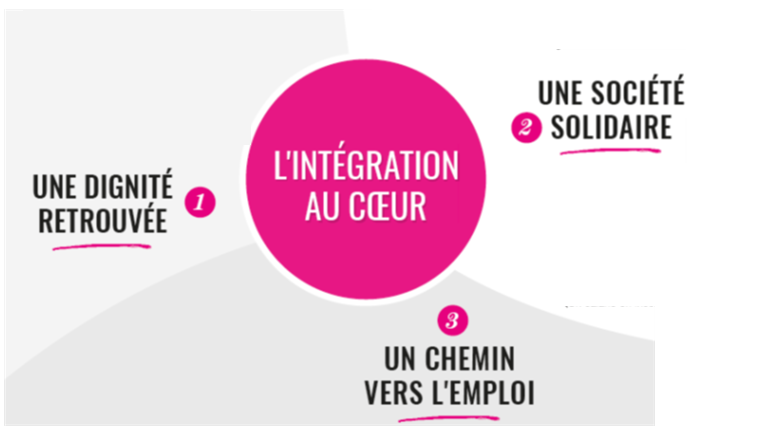 L'INTÉGRATION
AU CŒUR
1
UNE DIGNITÉ
RETROUVÉE
2
UNE SOCIÉTÉ
SOLIDAIRE
3
UN CHEMIN
VERS L'EMPLOI